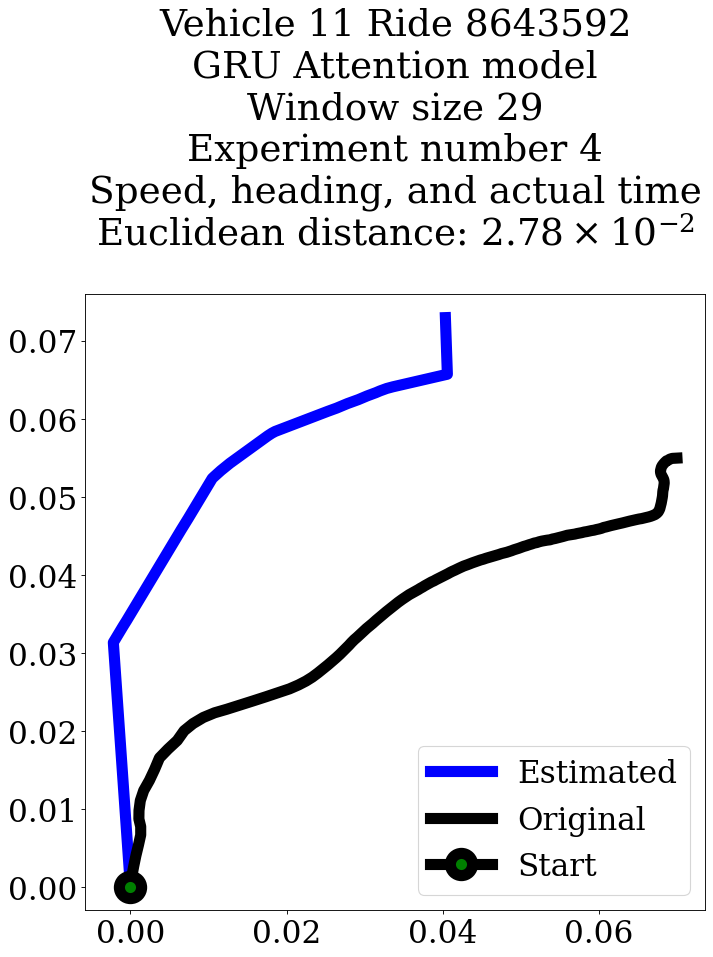 Vehicle 11 Ride 8643592
GRU Attention model
Window size 29
Experiment number 4
Speed, heading, and actual time
Euclidean distance: 2.78 × 10⁻²
0.07
0.06
0.05
0.04
0.03
0.02
0.01
0.00
Estimated
Original
Start
0.00 0.02 0.04 0.06